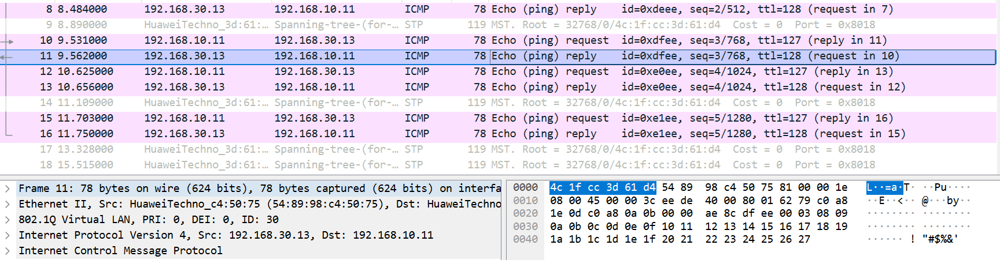 8 8.484000 192.168.30.13 192.168.10.11 ICMP 78 Echo (ping) reply id=0xdeee, seq=2/512, ttl=128 (request in 7)
9 8.890000 HuaweiTechno_3d:61:… Spanning-tree-(for-… STP 119 MST. Root = 32768/0/4c:1f:cc:3d:61:d4 Cost = 0 Port = 0x8018
10 9.531000 192.168.10.11 192.168.30.13 ICMP 78 Echo (ping) request id=0xdfee, seq=3/768, ttl=127 (reply in 11)
11 9.562000 192.168.30.13 192.168.10.11 ICMP 78 Echo (ping) reply id=0xdfee, seq=3/768, ttl=128 (request in 10)
12 10.625000 192.168.10.11 192.168.30.13 ICMP 78 Echo (ping) request id=0xe0ee, seq=4/1024, ttl=127 (reply in 13)
13 10.656000 192.168.30.13 192.168.10.11 ICMP 78 Echo (ping) reply id=0xe0ee, seq=4/1024, ttl=128 (request in 12)
14 11.109000 HuaweiTechno_3d:61:… Spanning-tree-(for-… STP 119 MST. Root = 32768/0/4c:1f:cc:3d:61:d4 Cost = 0 Port = 0x8018
15 11.703000 192.168.10.11 192.168.30.13 ICMP 78 Echo (ping) request id=0xe1ee, seq=5/1280, ttl=127 (reply in 16)
16 11.750000 192.168.30.13 192.168.10.11 ICMP 78 Echo (ping) reply id=0xe1ee, seq=5/1280, ttl=128 (request in 15)
17 13.328000 HuaweiTechno_3d:61:… Spanning-tree-(for-… STP 119 MST. Root = 32768/0/4c:1f:cc:3d:61:d4 Cost = 0 Port = 0x8018
18 15.515000 HuaweiTechno_3d:61:… Spanning-tree-(for-… STP 119 MST. Root = 32768/0/4c:1f:cc:3d:61:d4 Cost = 0 Port = 0x8018
Frame 11: 78 bytes on wire (624 bits), 78 bytes captured (624 bits) on interfa
Ethernet II, Src: HuaweiTechno_c4:50:75 (54:89:98:c4:50:75), Dst: HuaweiTechno
802.1Q Virtual LAN, PRI: 0, DEI: 0, ID: 30
Internet Protocol Version 4, Src: 192.168.30.13, Dst: 192.168.10.11
Internet Control Message Protocol
0000 4c 1f cc 3d 61 d4 54 89 98 c4 50 75 81 00 00 1e L··=a·T· ··Pu····
0010 08 00 45 00 00 3c ee de 40 00 80 01 62 79 c0 a8 ··E··<·· @···by··
0020 1e 0d c0 a8 0a 0b 00 00 ae 8c df ee 00 03 08 09 ········ ········
0030 0a 0b 0c 0d 0e 0f 10 11 12 13 14 15 16 17 18 19 ········ ········
0040 1a 1b 1c 1d 1e 1f 20 21 22 23 24 25 26 27 ······ ! "#$%&'